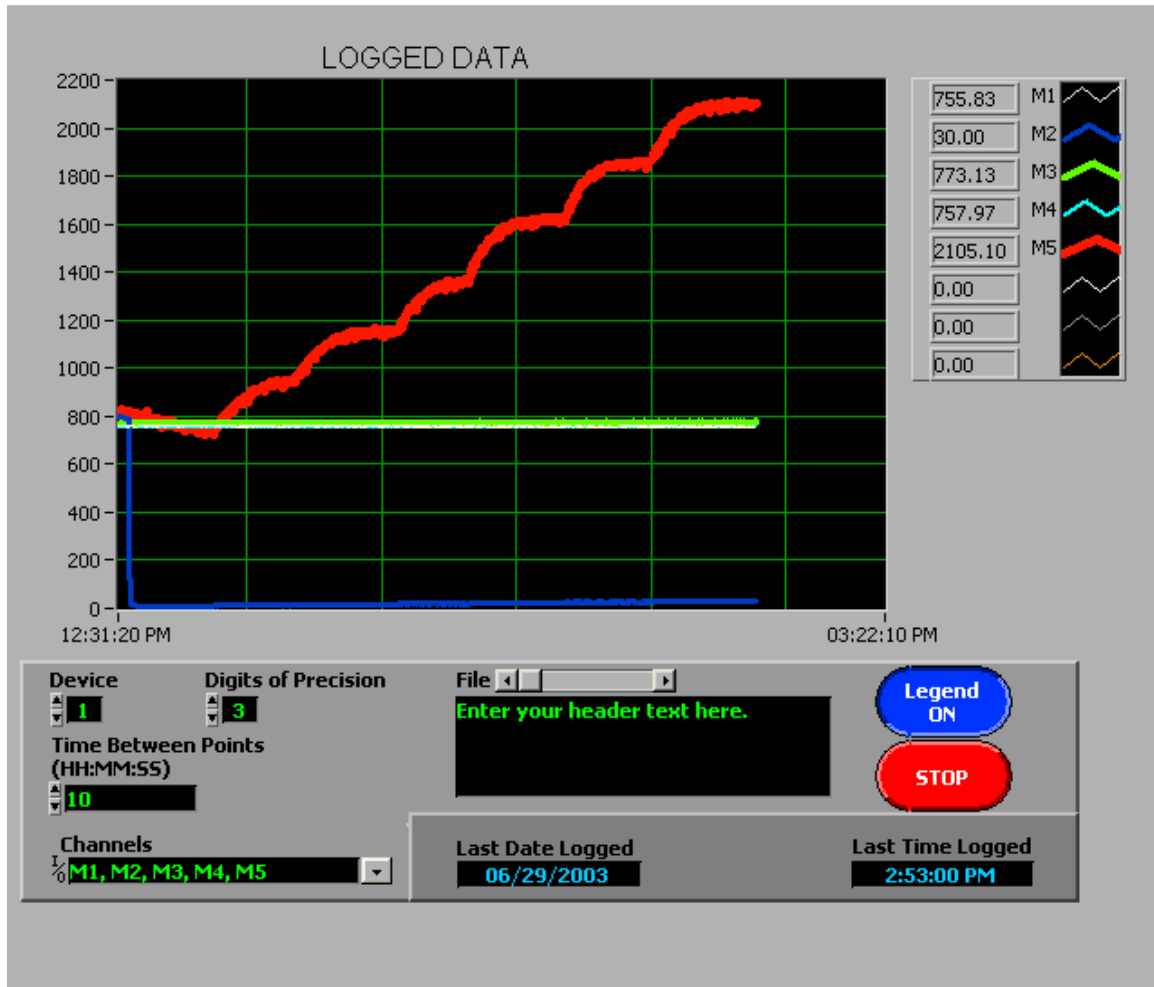 LOGGED DATA
2200
2000
1800
1600
1400
1200
1000
800
600
400
200
0
12:31:20 PM 03:22:10 PM
755.83 M1
30.00 M2
773.13 M3
757.97 M4
2105.10 M5
0.00
0.00
0.00
Device Digits of Precision File
1 3
Enter your header text here.
Legend
ON
Time Between Points
(HH:MM:SS)
10
STOP
Channels
I/O M1, M2, M3, M4, M5
Last Date Logged Last Time Logged
06/29/2003 2:53:00 PM